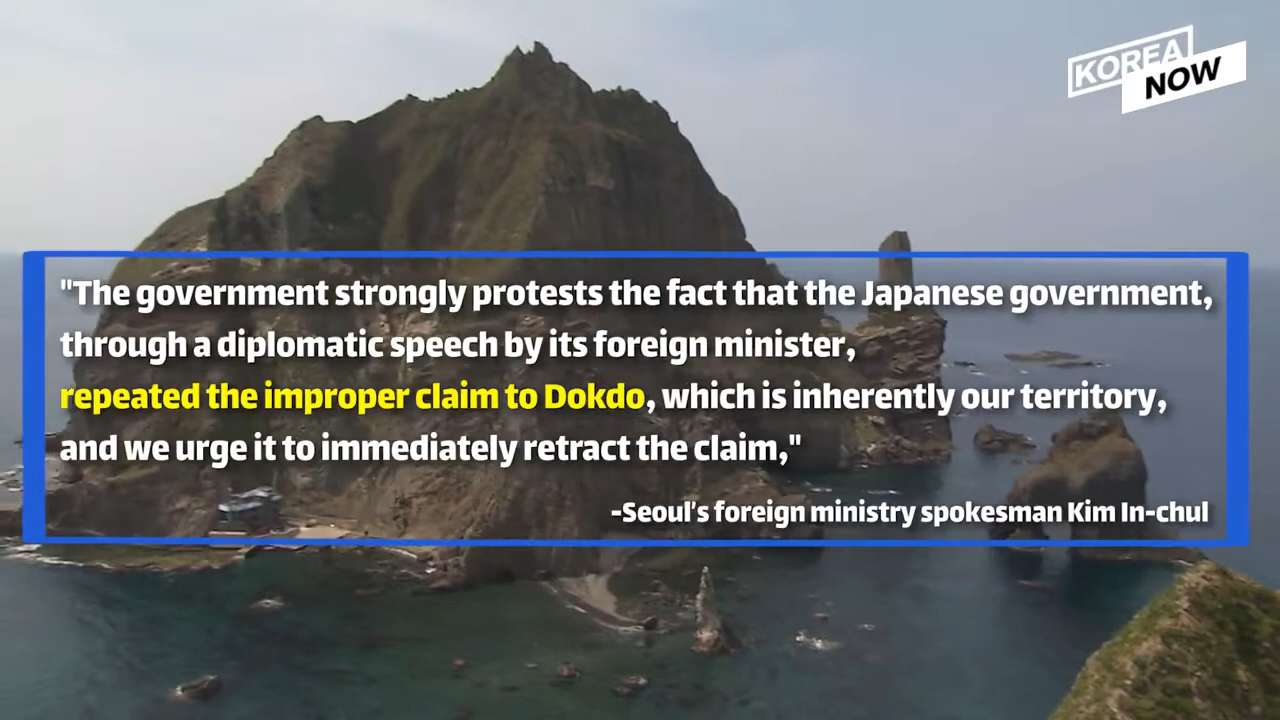 KOREA
NOW
"The government strongly protests the fact that the Japanese government,
through a diplomatic speech by its foreign minister,
repeated the improper claim to Dokdo, which is inherently our territory,
and we urge it to immediately retract the claim,"
-Seoul's foreign ministry spokesman Kim In-chul